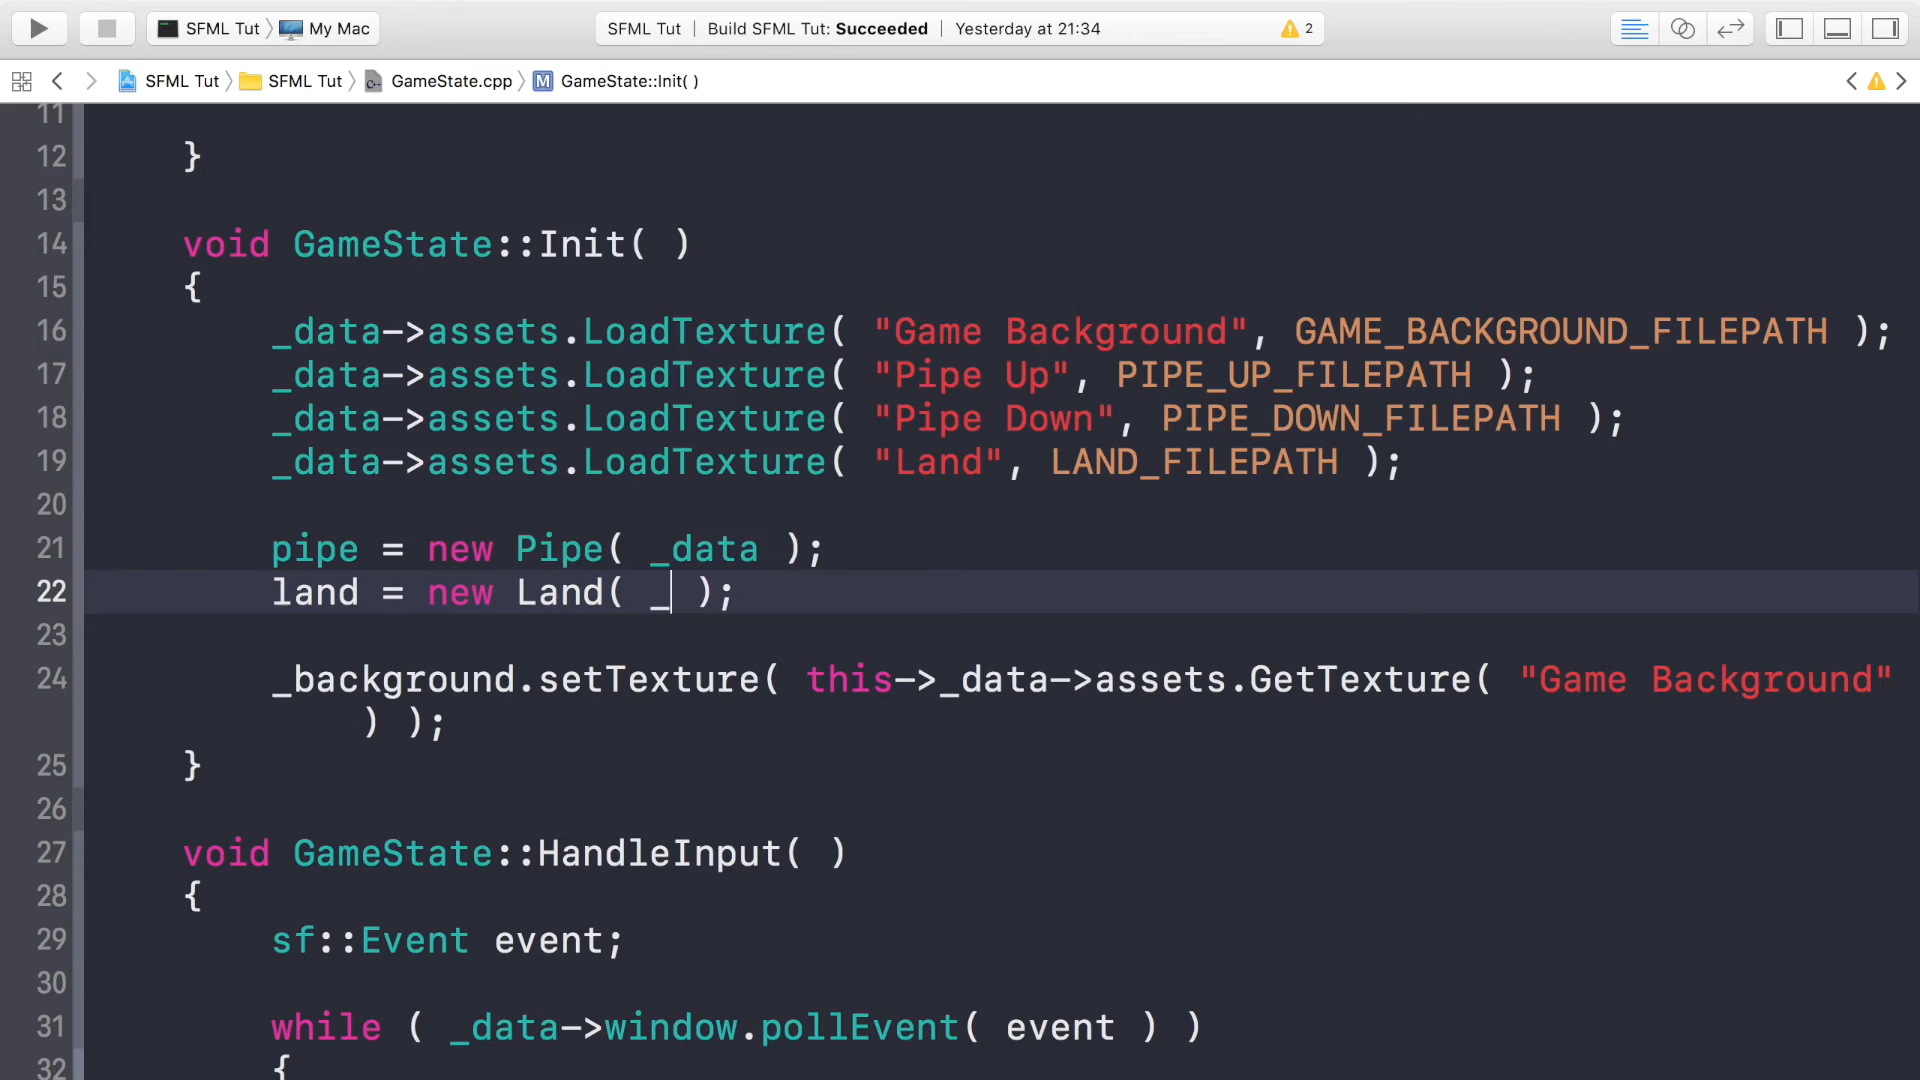 SFML Tut My Mac SFML Tut Build SFML Tut: Succeeded Yesterday at 21:34 2
SFML Tut SFML Tut GameState.cpp M GameState::Init( )
11
12 }
13
14 void GameState::Init( )
15 {
16 _data->assets.LoadTexture( "Game Background", GAME_BACKGROUND_FILEPATH );
17 _data->assets.LoadTexture( "Pipe Up", PIPE_UP_FILEPATH );
18 _data->assets.LoadTexture( "Pipe Down", PIPE_DOWN_FILEPATH );
19 _data->assets.LoadTexture( "Land", LAND_FILEPATH );
20
21 pipe = new Pipe( _data );
22 land = new Land( _ );
23
24 _background.setTexture( this->_data->assets.GetTexture( "Game Background"
) );
25 }
26
27 void GameState::HandleInput( )
28 {
29 sf::Event event;
30
31 while ( _data->window.pollEvent( event ) )
32 {